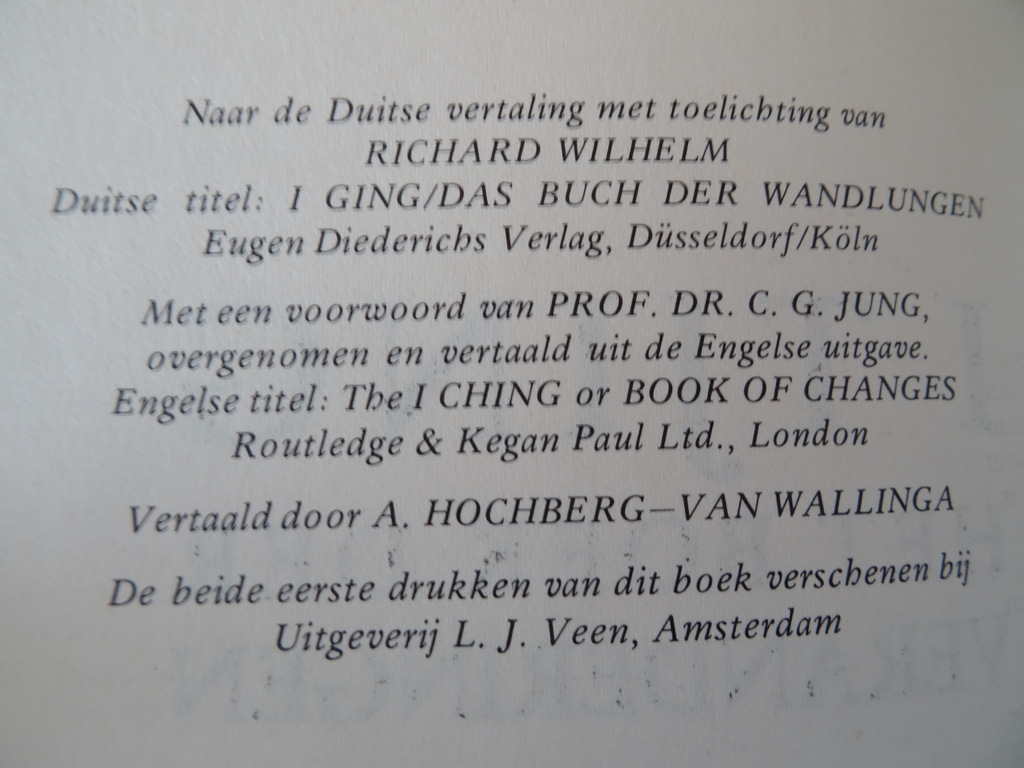 Naar de Duitse vertaling met toelichting van
RICHARD WILHELM
Duitse titel: I GING/DAS BUCH DER WANDLUNGEN
Eugen Diederichs Verlag, Düsseldorf/Köln
Met een voorwoord van PROF. DR. C. G. JUNG,
overgenomen en vertaald uit de Engelse uitgave.
Engelse titel: The I CHING or BOOK OF CHANGES
Routledge & Kegan Paul Ltd., London
Vertaald door A. HOCHBERG–VAN WALLINGA
De beide eerste drukken van dit boek verschenen bij
Uitgeverij L. J. Veen, Amsterdam